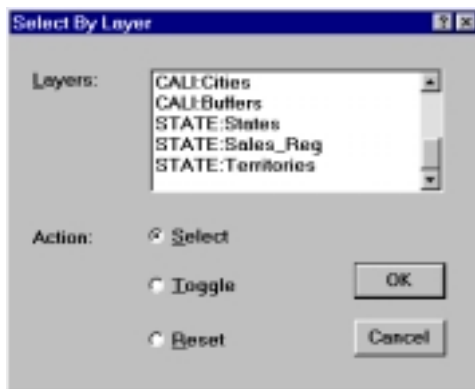 Select By Layer
Layers:
CALI:Cities
CALI:Buffers
STATE:States
STATE:Sales_Reg
STATE:Territories
Action:
Select
Toggle
OK
Reset
Cancel